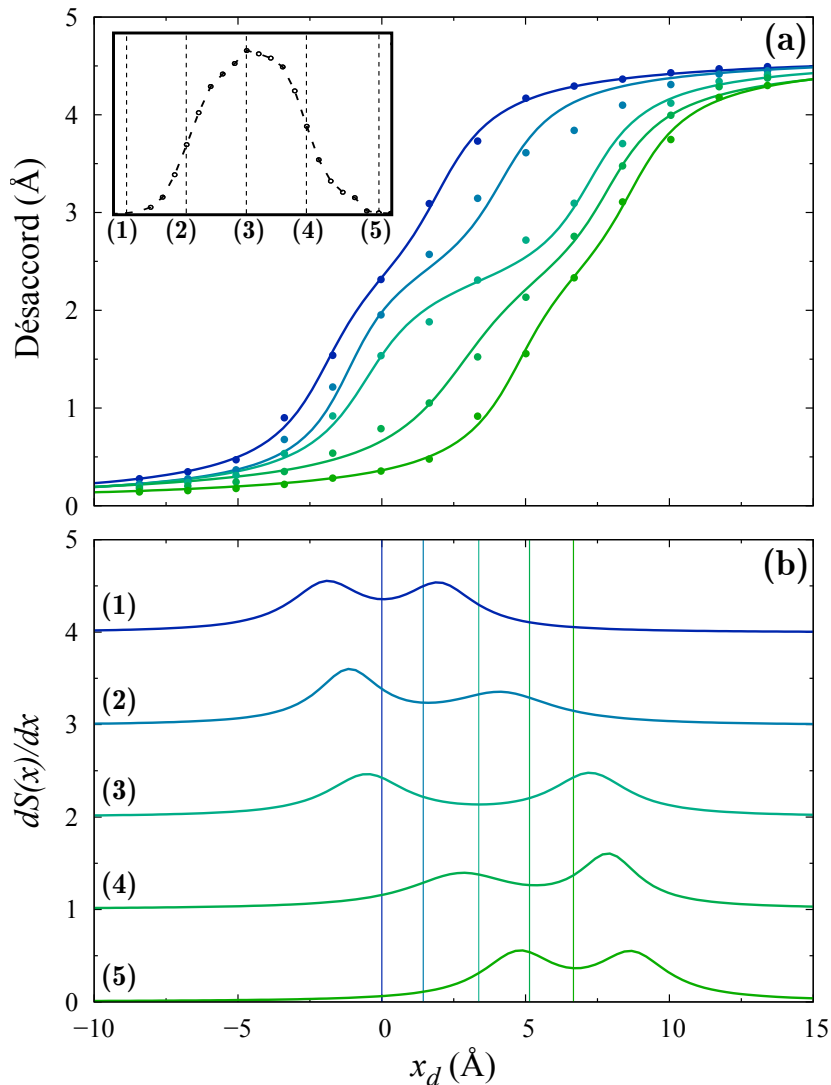 5
(a)
4
3
2
1
0
Désaccord (Å)
(1) (2) (3) (4) (5)
5
(b)
(1)
4
(2)
3
(3)
2
(4)
1
(5)
0
dS(x)/dx
−10 −5 0 5 10 15
x_d (Å)